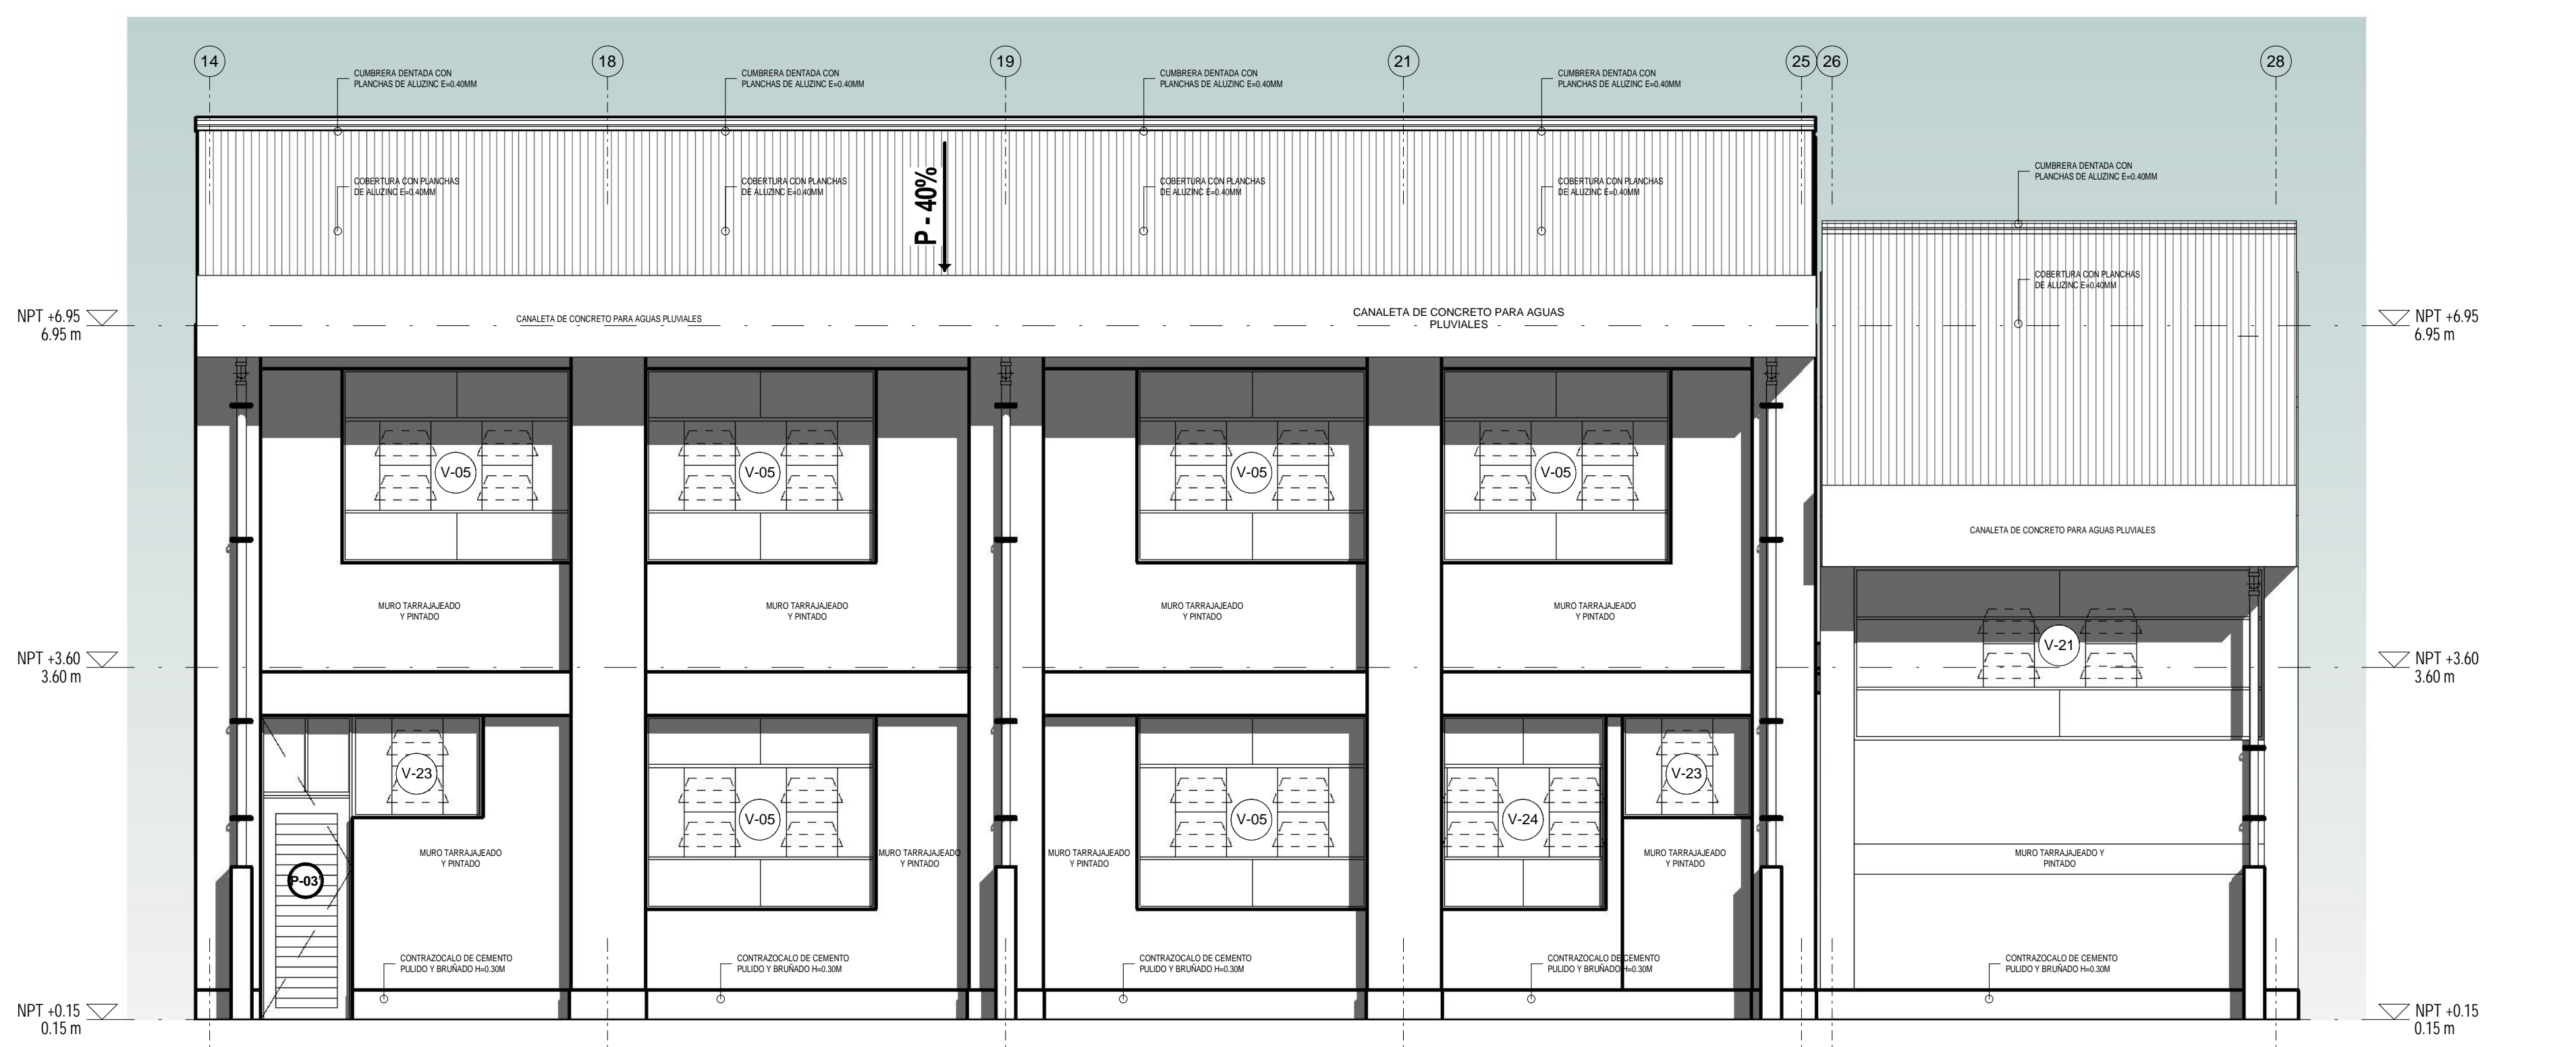 14
18
19
21
25
26
28
CUMBRERA DENTADA CON
PLANCHAS DE ALUZINC E=0.40MM
CUMBRERA DENTADA CON
PLANCHAS DE ALUZINC E=0.40MM
CUMBRERA DENTADA CON
PLANCHAS DE ALUZINC E=0.40MM
CUMBRERA DENTADA CON
PLANCHAS DE ALUZINC E=0.40MM
CUMBRERA DENTADA CON
PLANCHAS DE ALUZINC E=0.40MM
COBERTURA CON PLANCHAS
DE ALUZINC E=0.40MM
COBERTURA CON PLANCHAS
DE ALUZINC E=0.40MM
P - 40%
COBERTURA CON PLANCHAS
DE ALUZINC E=0.40MM
COBERTURA CON PLANCHAS
DE ALUZINC E=0.40MM
COBERTURA CON PLANCHAS
DE ALUZINC E=0.40MM
NPT +6.95
6.95 m
CANALETA DE CONCRETO PARA AGUAS PLUVIALES
CANALETA DE CONCRETO PARA AGUAS
PLUVIALES
NPT +6.95
6.95 m
V-05
V-05
V-05
V-05
CANALETA DE CONCRETO PARA AGUAS PLUVIALES
MURO TARRAJAJEADO
Y PINTADO
MURO TARRAJAJEADO
Y PINTADO
MURO TARRAJAJEADO
Y PINTADO
MURO TARRAJAJEADO
Y PINTADO
V-21
NPT +3.60
3.60 m
NPT +3.60
3.60 m
V-23
V-05
V-05
V-24
V-23
P-03'
MURO TARRAJAJEADO
Y PINTADO
MURO TARRAJAJEADO
Y PINTADO
MURO TARRAJAJEADO
Y PINTADO
MURO TARRAJAJEADO
Y PINTADO
MURO TARRAJAJEADO Y
PINTADO
CONTRAZOCALO DE CEMENTO
PULIDO Y BRUÑADO H=0.30M
CONTRAZOCALO DE CEMENTO
PULIDO Y BRUÑADO H=0.30M
CONTRAZOCALO DE CEMENTO
PULIDO Y BRUÑADO H=0.30M
CONTRAZOCALO DE CEMENTO
PULIDO Y BRUÑADO H=0.30M
CONTRAZOCALO DE CEMENTO
PULIDO Y BRUÑADO H=0.30M
NPT +0.15
0.15 m
NPT +0.15
0.15 m